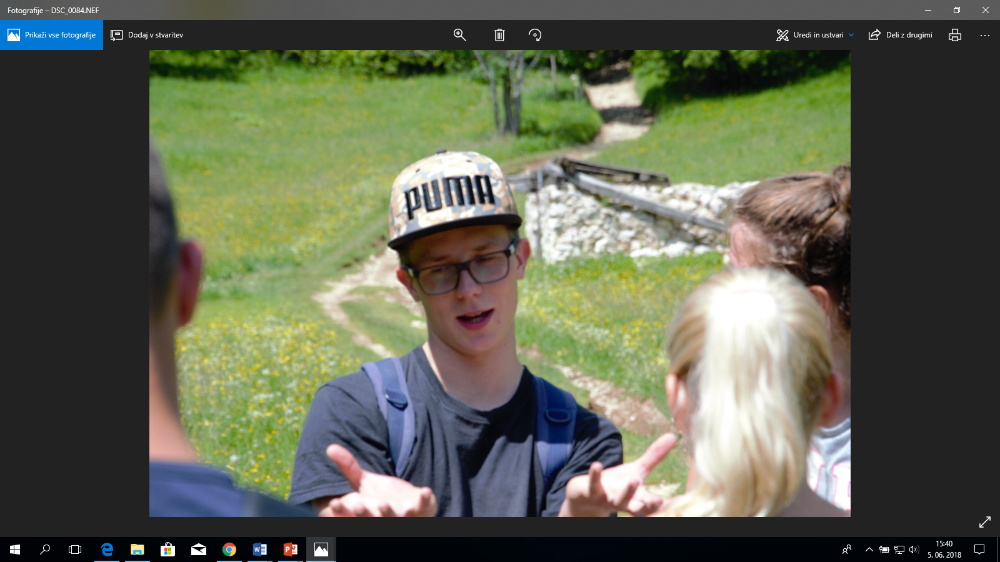 Fotografije – DSC_0084.NEF
Prikaži vse fotografije
Dodaj v stvaritev
Uredi in ustvari
Deli z drugimi
PUMA
15:40
5. 06. 2018